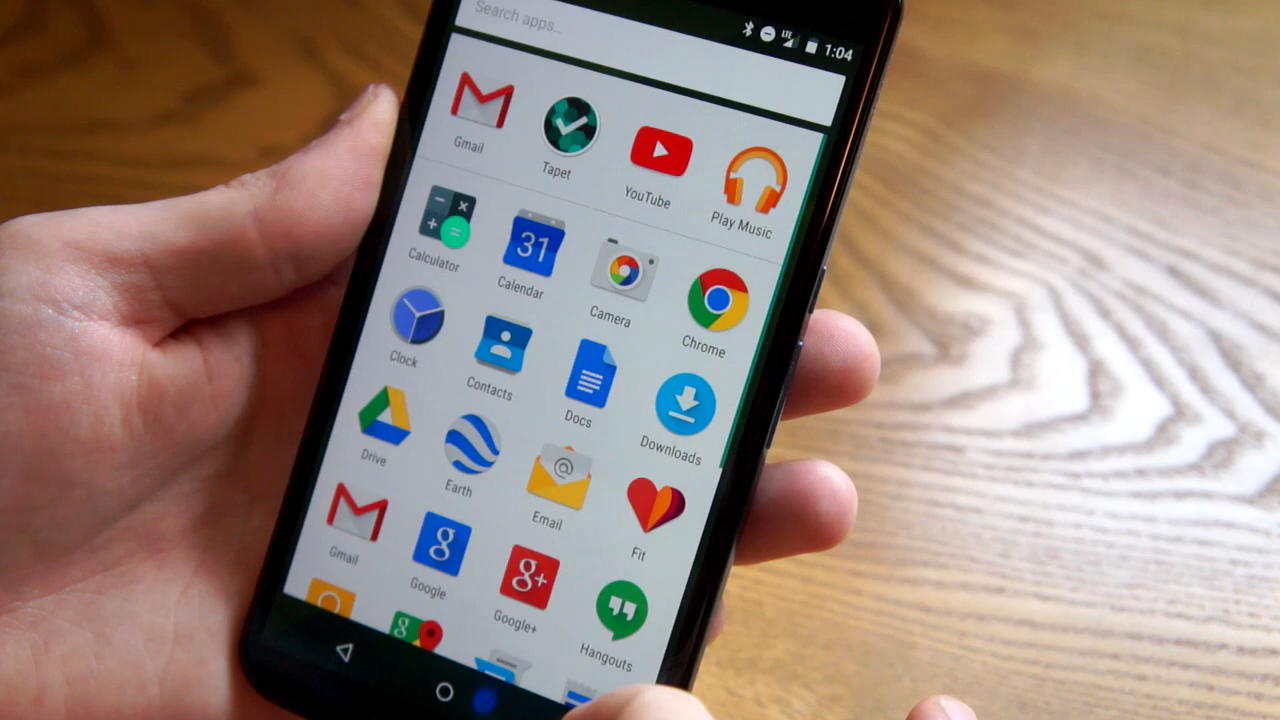 Search apps...
LTE 1:04
Gmail
Tapet
YouTube
Play Music
Calculator
31
Calendar
Camera
Chrome
Clock
Contacts
Docs
Downloads
Drive
Earth
@
Email
Fit
Gmail
g
Google
g+
Google+
Hangouts
g